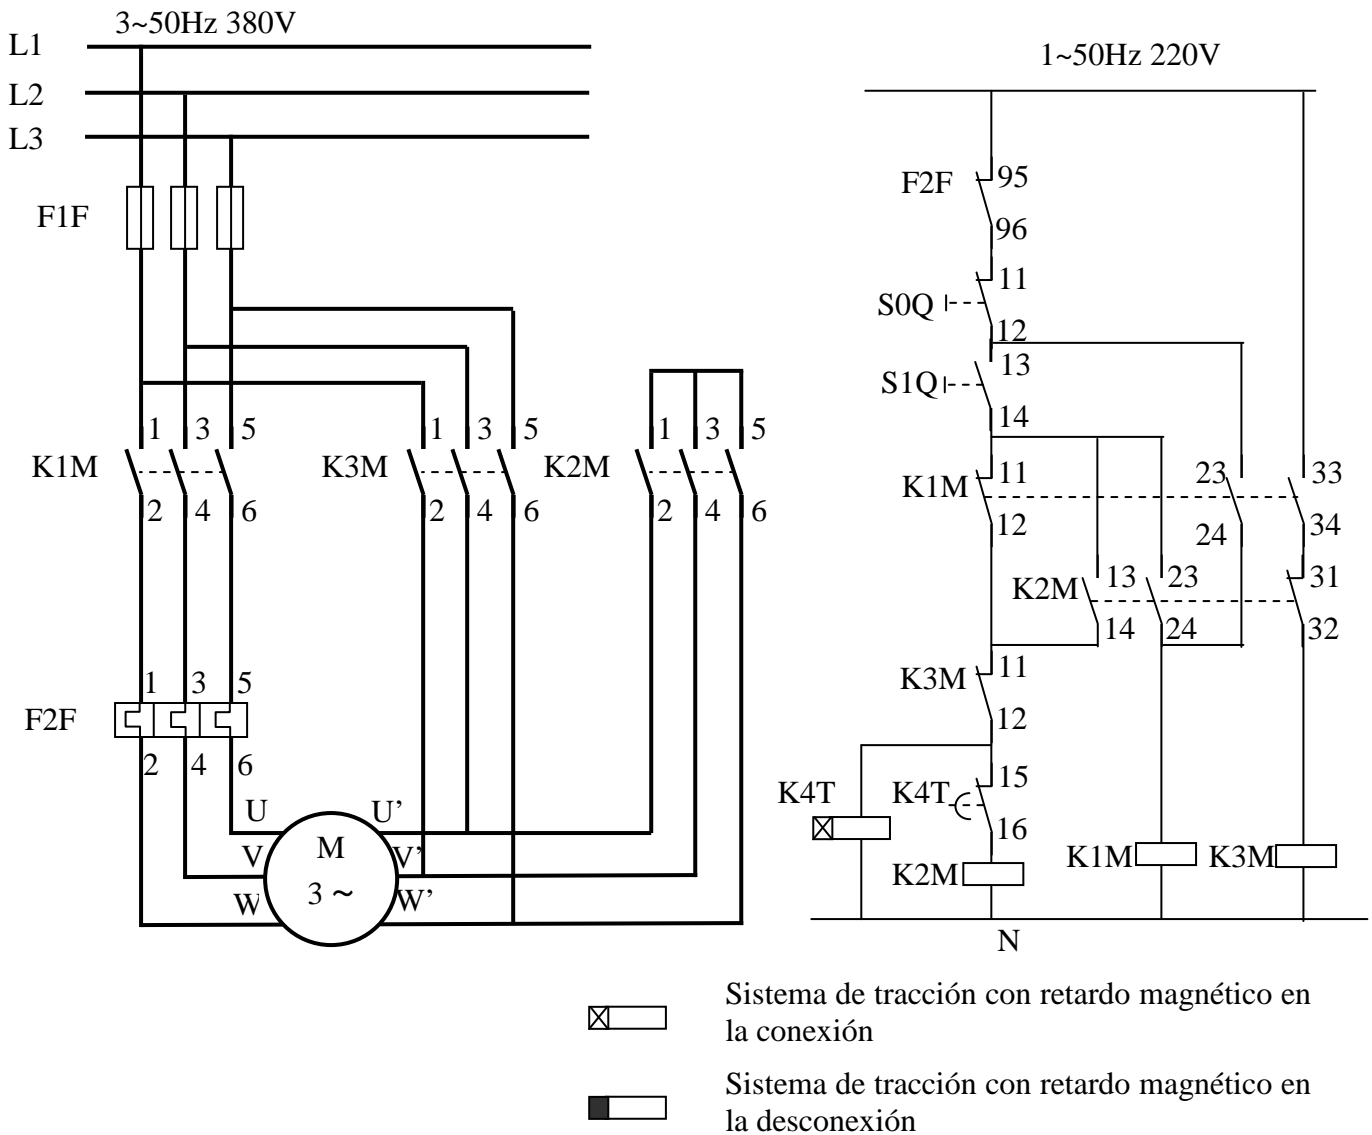 3~50Hz 380V
L1
L2
L3
F1F
1 3 5
K1M
2 4 6
1 3 5
K3M
2 4 6
1 3 5
K2M
2 4 6
1 3 5
F2F
2 4 6
U U’
V V’
W W’
M
3 ~
1~50Hz 220V
F2F
95
96
S0Q
11
12
S1Q
13
14
K1M
11
12
23
24
33
34
K2M
13
14
23
24
31
32
K3M
11
12
K4T
K4T
15
16
K2M
K1M
K3M
N
Sistema de tracción con retardo magnético en
la conexión
Sistema de tracción con retardo magnético en
la desconexión